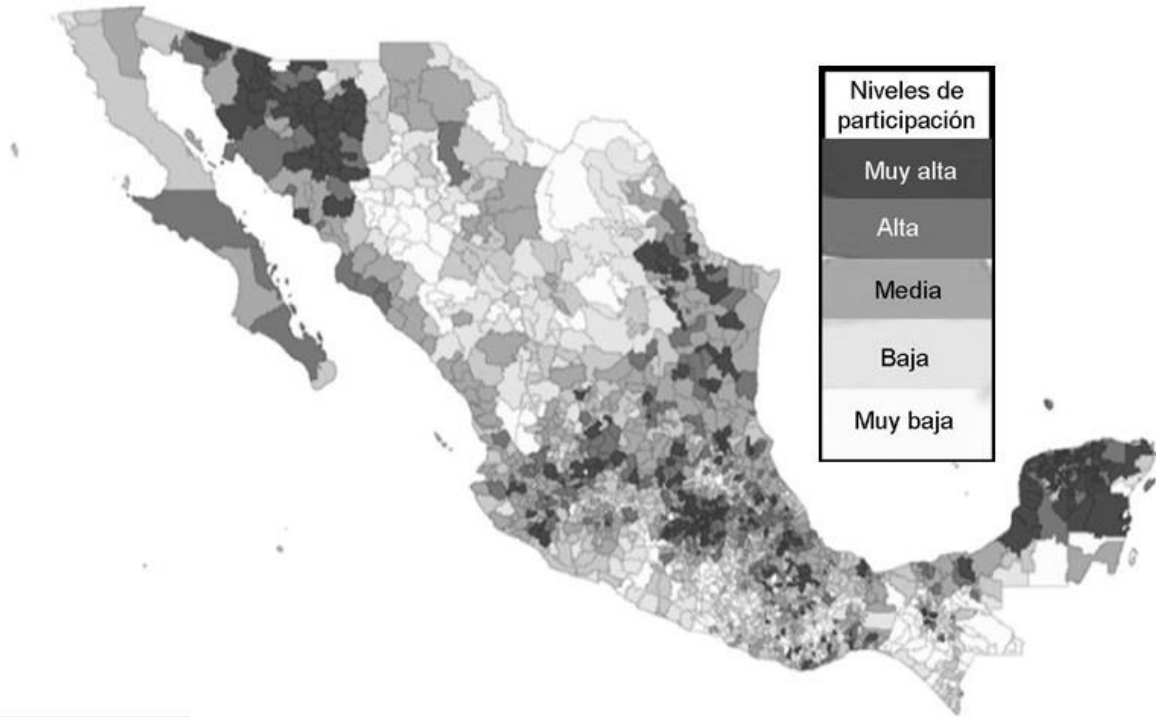 Niveles de
participación
Muy alta
Alta
Media
Baja
Muy baja